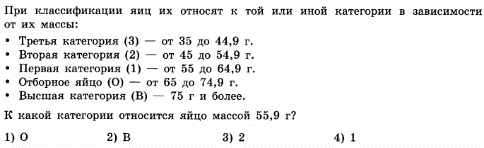 При классификации яиц их относят к той или иной категории в зависимости
от их массы:
• Третья категория (3) — от 35 до 44,9 г.
• Вторая категория (2) — от 45 до 54,9 г.
• Первая категория (1) — от 55 до 64,9 г.
• Отборное яйцо (О) — от 65 до 74,9 г.
• Высшая категория (В) — 75 г и более.
К какой категории относится яйцо массой 55,9 г?
1) О 2) В 3) 2 4) 1